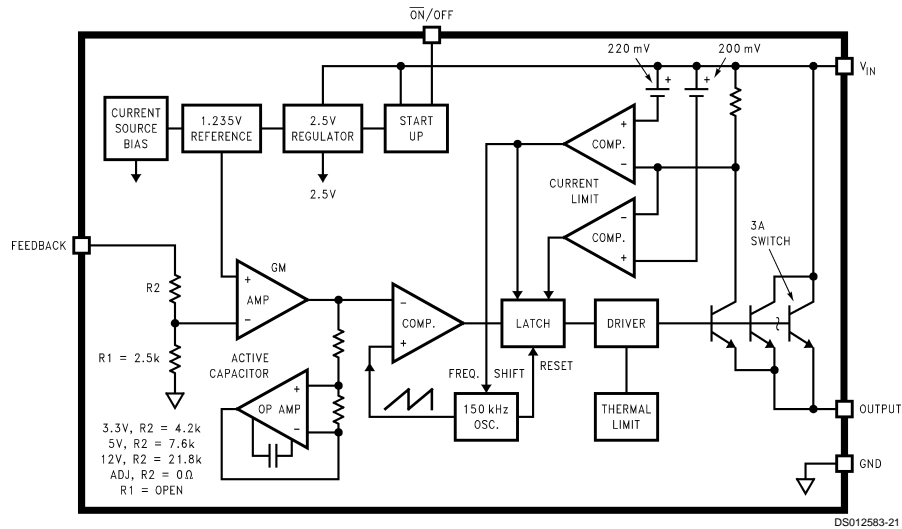 ON/OFF
220 mV
200 mV
+
+
V_IN
CURRENT
SOURCE
BIAS
1.235V
REFERENCE
2.5V
REGULATOR
START
UP
2.5V
+
COMP.
−
CURRENT
LIMIT
−
COMP.
+
3A
SWITCH
FEEDBACK
R2
R1 = 2.5k
GM
+
AMP
−
−
COMP.
+
LATCH
DRIVER
FREQ. SHIFT
RESET
ACTIVE
CAPACITOR
+
OP AMP
−
150 kHz
OSC.
THERMAL
LIMIT
OUTPUT
GND
3.3V, R2 = 4.2k
5V, R2 = 7.6k
12V, R2 = 21.8k
ADJ, R2 = 0Ω
R1 = OPEN
DS012583-21